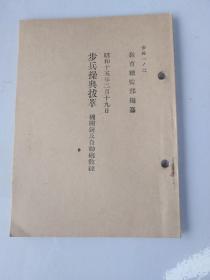 教育總監部編纂
昭和十五年二月十九日
步兵操典拔萃 機關銃及自動砲教練